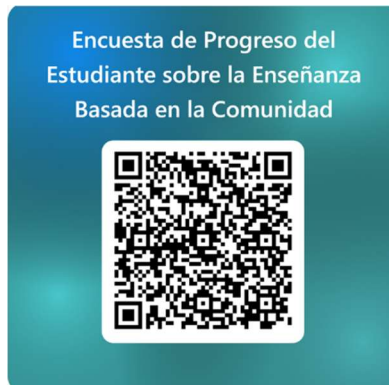 Encuesta de Progreso del
Estudiante sobre la Enseñanza
Basada en la Comunidad